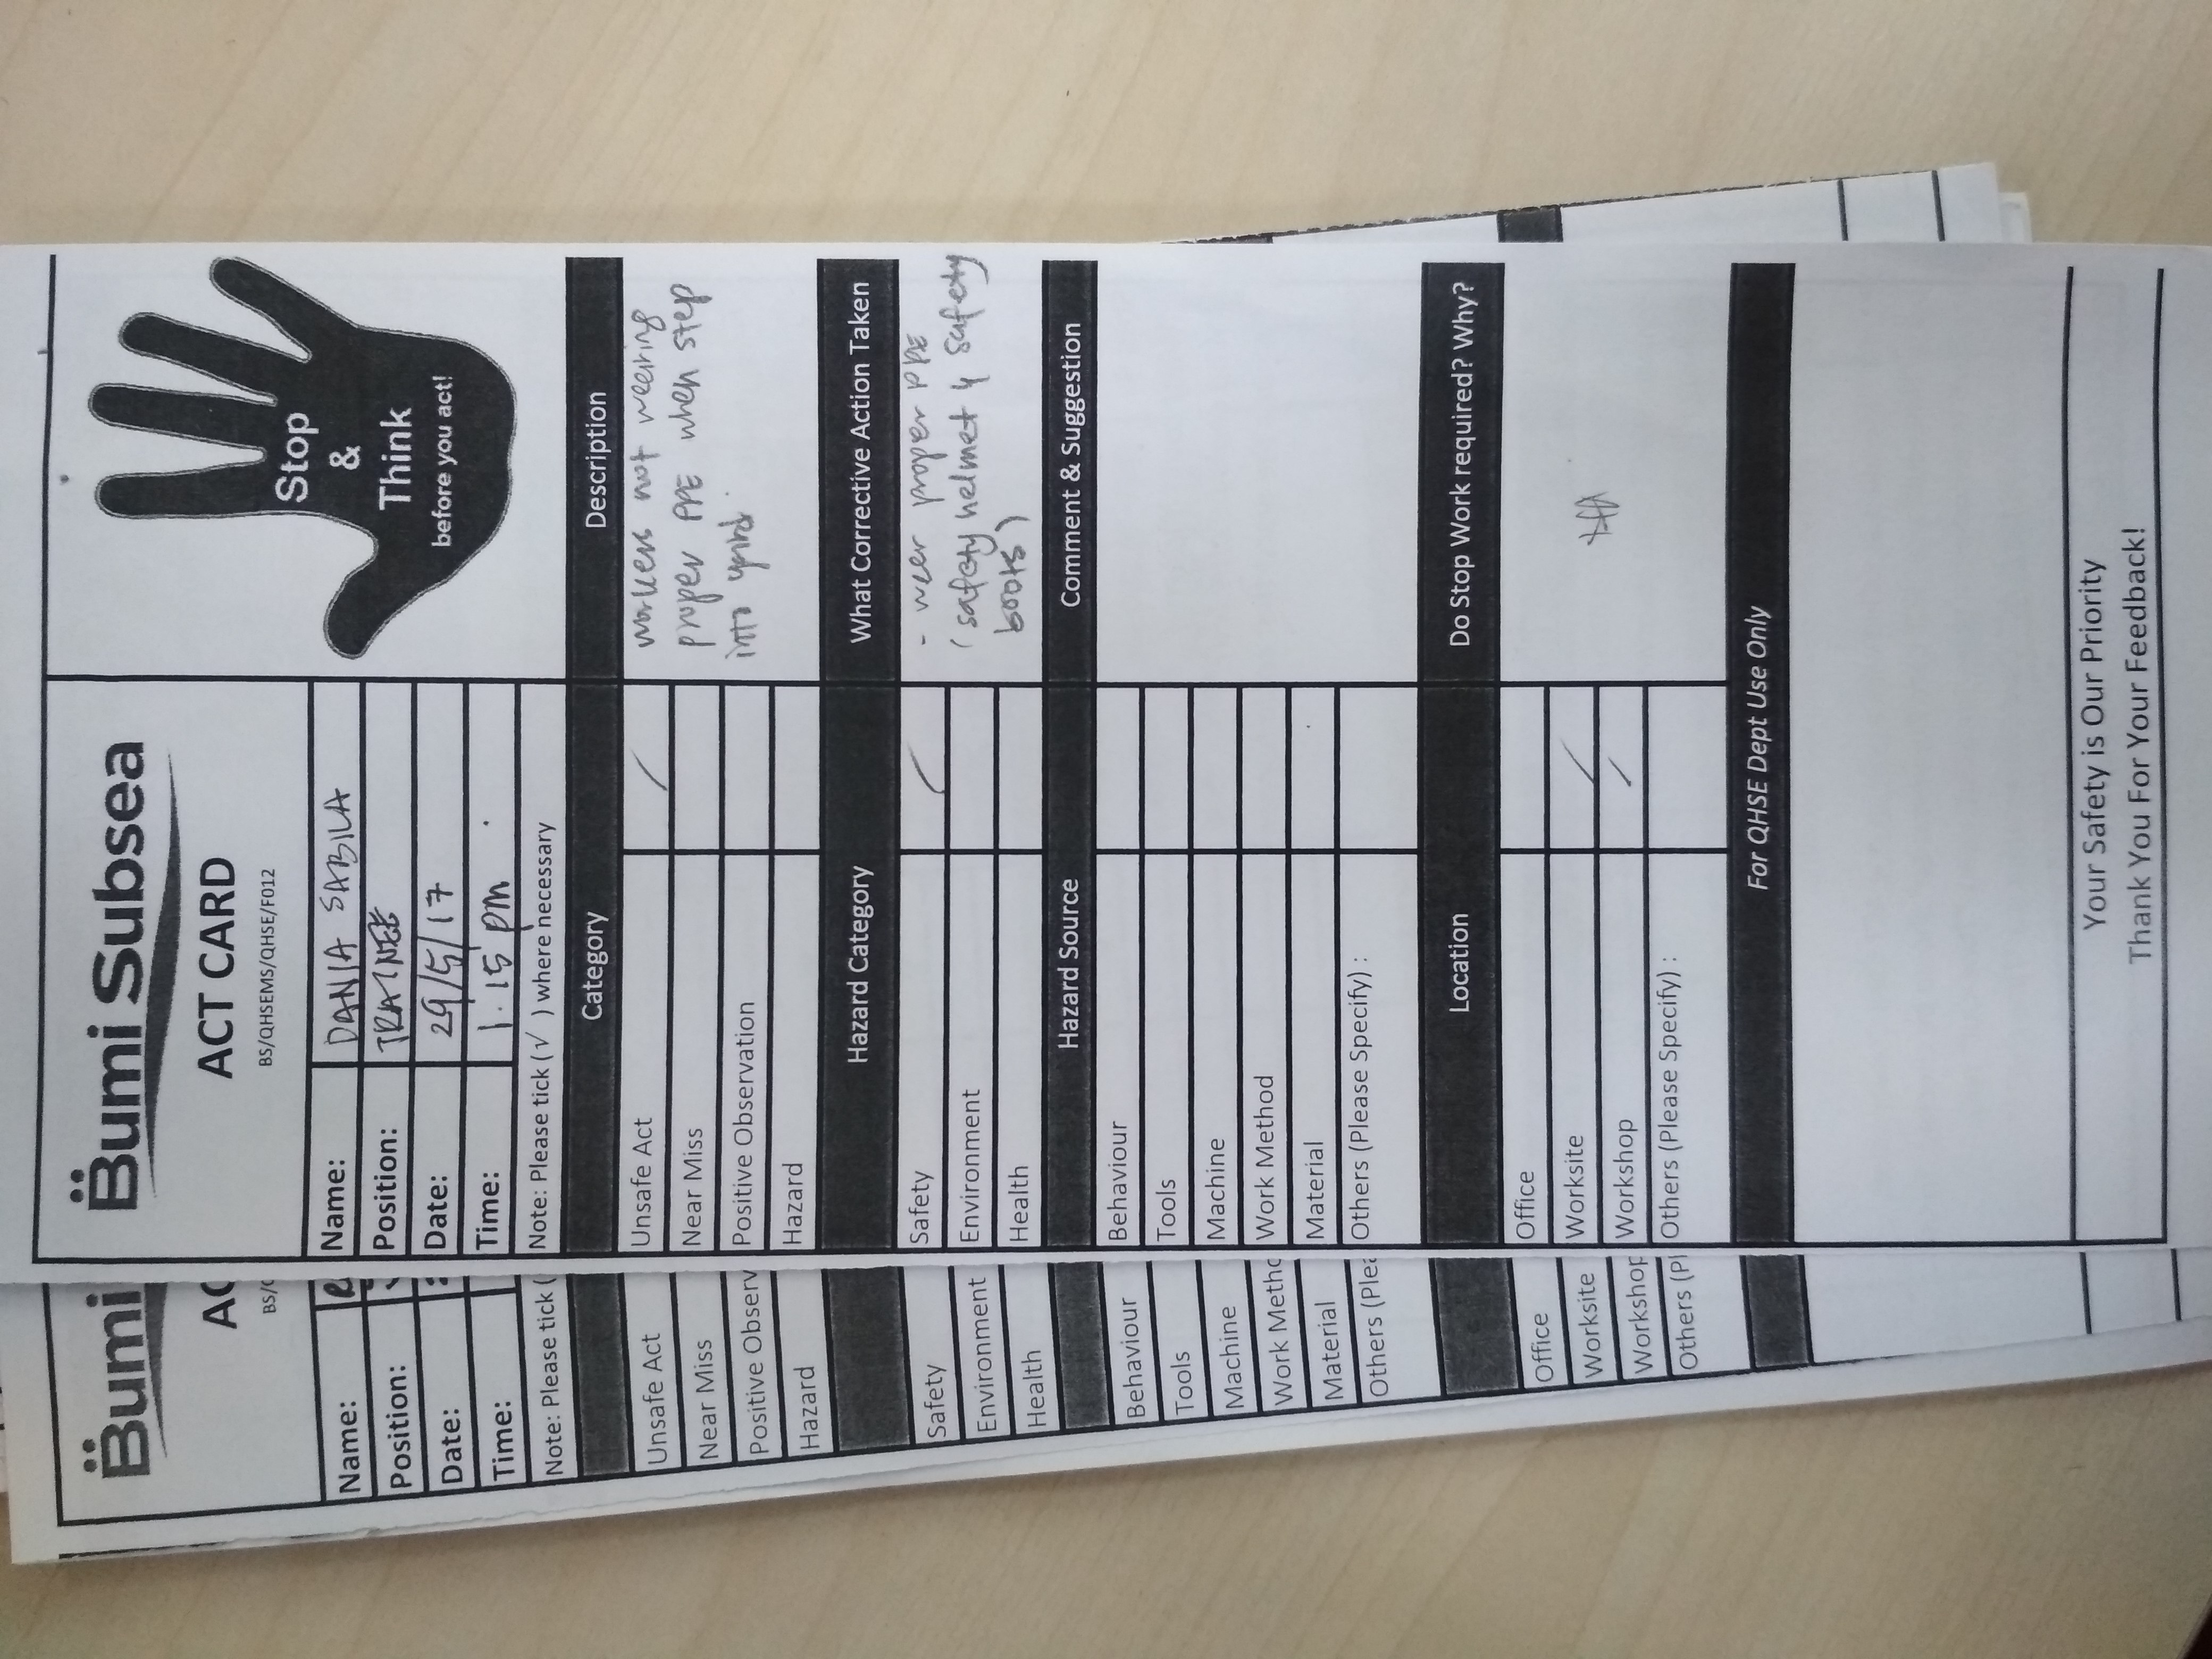 Bumi Subsea
ACT CARD
BS/QHSEMS/QHSE/F012
Stop
&
Think
before you act!
Name: DANIA SABILA
Position: TRAINEE
Date: 29/5/17
Time: 1.15 pm.
Note: Please tick (√ ) where necessary
Category Description
Unsafe Act
Near Miss
Positive Observation
Hazard
workers not weering
proper PPE when step
into yard.
Hazard Category What Corrective Action Taken
Safety
Environment
Health
- weer proper PPE
(safety helmet & safety
boots)
Hazard Source Comment & Suggestion
Behaviour
Tools
Machine
Work Method
Material
Others (Please Specify) :
Location Do Stop Work required? Why?
Office
Worksite
Workshop
Others (Please Specify) :
For QHSE Dept Use Only
Your Safety is Our Priority
Thank You For Your Feedback!
Bumi
AC
BS/
Name:
Position:
Date:
Time:
Note: Please tick (
Unsafe Act
Near Miss
Positive Observ
Hazard
Safety
Environment
Health
Behaviour
Tools
Machine
Work Metho
Material
Others (Plea
Office
Worksite
Workshop
Others (Pl